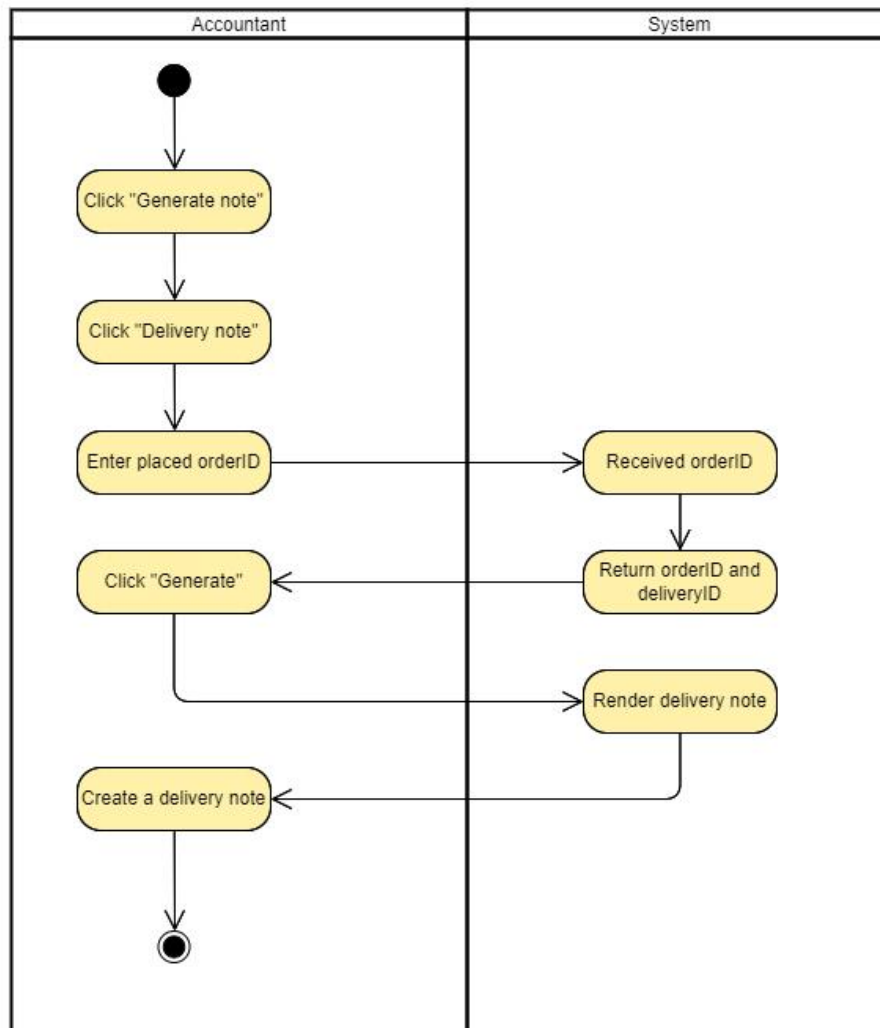 Accountant
System
Click "Generate note"
Click "Delivery note"
Enter placed orderID
Received orderID
Click "Generate"
Return orderID and
deliveryID
Render delivery note
Create a delivery note